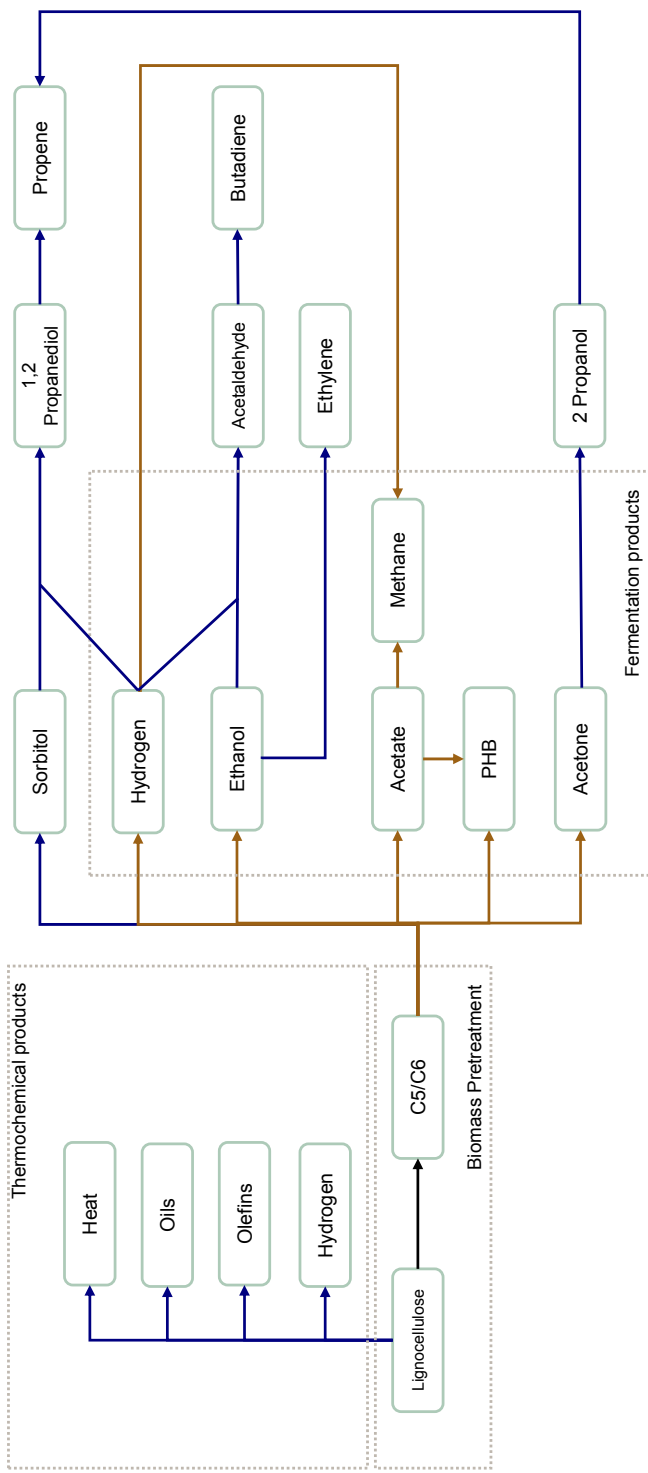 Thermochemical products
Heat
Oils
Olefins
Hydrogen
Lignocellulose
C5/C6
Biomass Pretreatment
Sorbitol
Hydrogen
Ethanol
Acetate
PHB
Acetone
Methane
Fermentation products
1,2
Propanediol
Acetaldehyde
Ethylene
2 Propanol
Propene
Butadiene